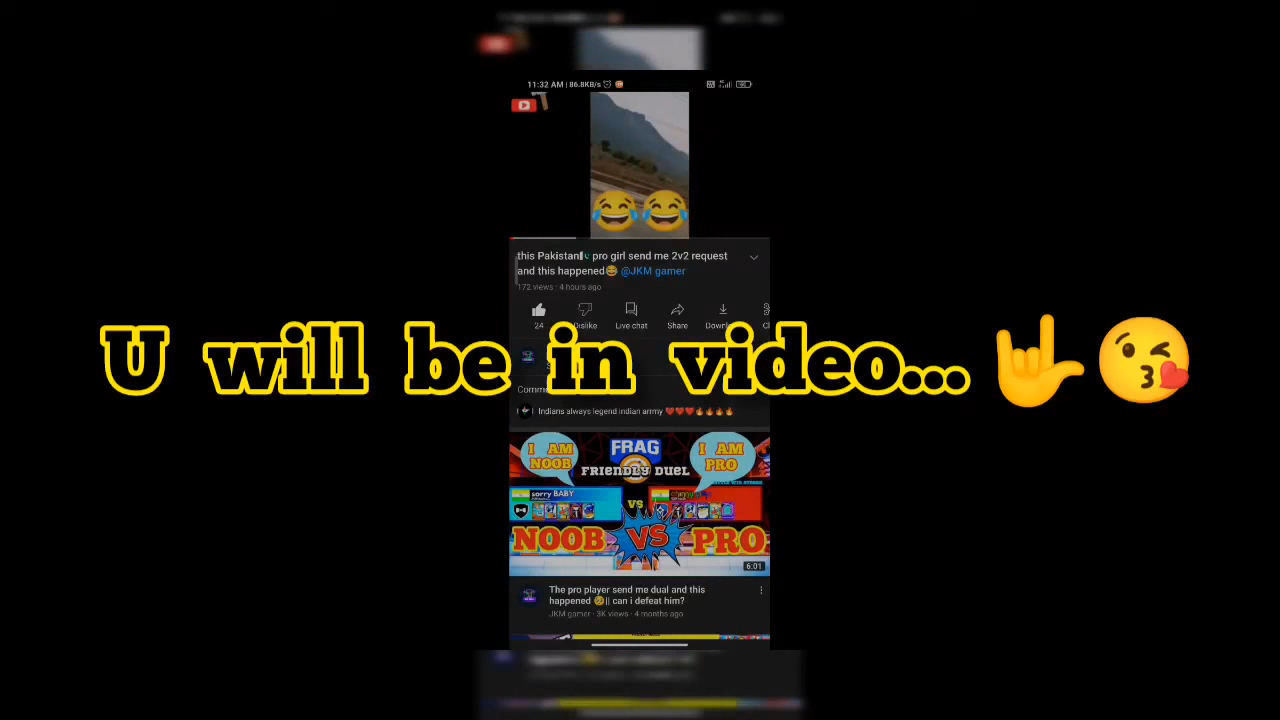 11:32 AM | 86.8KB/s
this Pakistani🇵🇰 pro girl send me 2v2 request
and this happened😂 @JKM gamer
172 views · 4 hours ago
24
Dislike
Live chat
Share
Downl
U will be in video... 🤟😘
Comme
Indians always legend indian army ❤❤❤🔥🔥🔥🔥
I AM
NOOB
FRAG
FRIENDLY DUEL
I AM
PRO
sorry BABY
VS
NOOB VS PRO
6:01
The pro player send me dual and this
happened 🥺|| can i defeat him?
JKM gamer · 3K views · 4 months ago